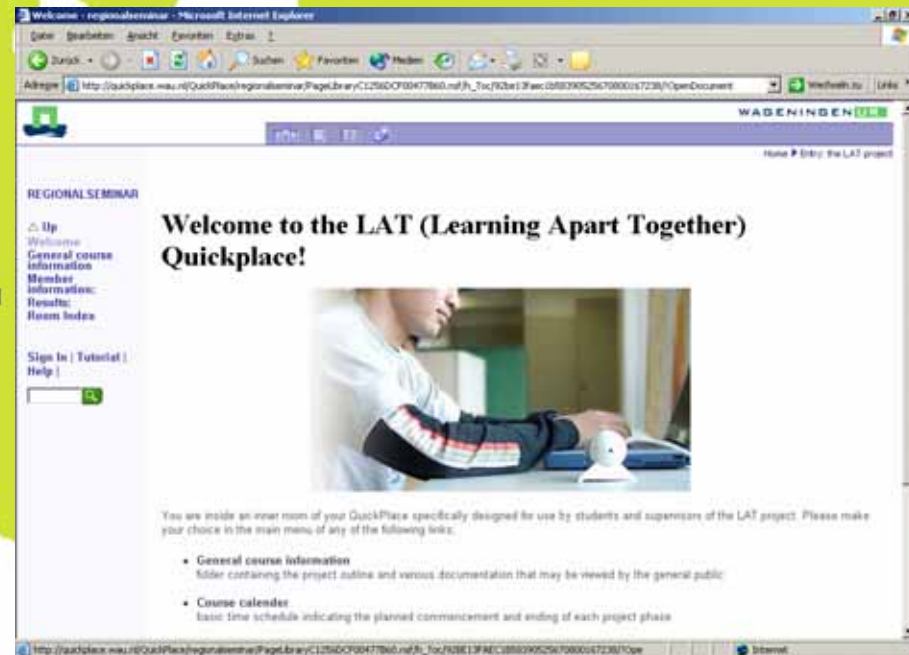 Welcome - regionalseminar - Microsoft Internet Explorer
Datei Bearbeiten Ansicht Favoriten Extras ?
Zurück Suchen Favoriten Medien
Adresse Wechseln zu Links
WAGENINGEN UR
Home Entry: the LAT project
REGIONALSEMINAR
Up
Welcome
General course
information
Member
information:
Results:
Room Index
Sign In | Tutorial |
Help |
Welcome to the LAT (Learning Apart Together)
Quickplace!
You are inside an inner room of your QuickPlace specifically designed for use by students and supervisors of the LAT project. Please make
your choice in the main menu of any of the following links:
• General course information
folder containing the project outline and various documentation that may be viewed by the general public
• Course calender
basic time schedule indicating the planned commencement and ending of each project phase
Internet